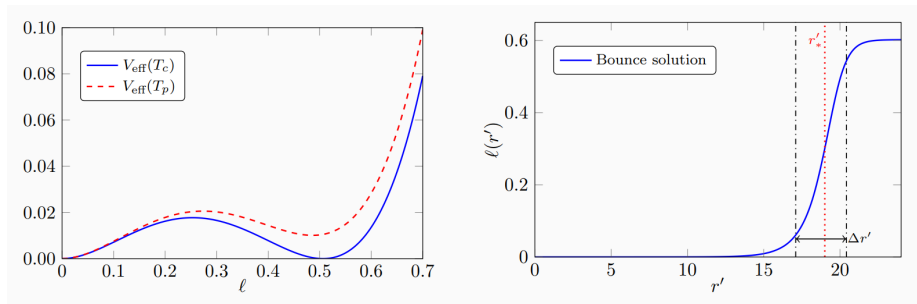 0.10
0.08
0.06
0.04
0.02
0.00
0 0.1 0.2 0.3 0.4 0.5 0.6 0.7
ℓ
V_eff(T_c)
V_eff(T_p)
0.6
0.4
0.2
0
0 5 10 15 20
r′
ℓ(r′)
Bounce solution
r′_*
Δr′